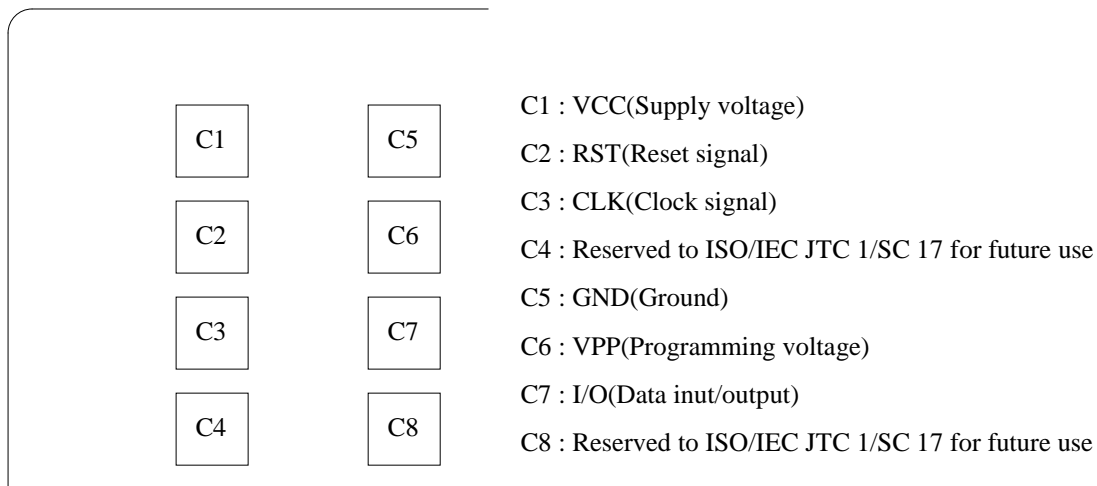 C1
C5
C2
C6
C3
C7
C4
C8
C1 : VCC(Supply voltage)
C2 : RST(Reset signal)
C3 : CLK(Clock signal)
C4 : Reserved to ISO/IEC JTC 1/SC 17 for future use
C5 : GND(Ground)
C6 : VPP(Programming voltage)
C7 : I/O(Data inut/output)
C8 : Reserved to ISO/IEC JTC 1/SC 17 for future use